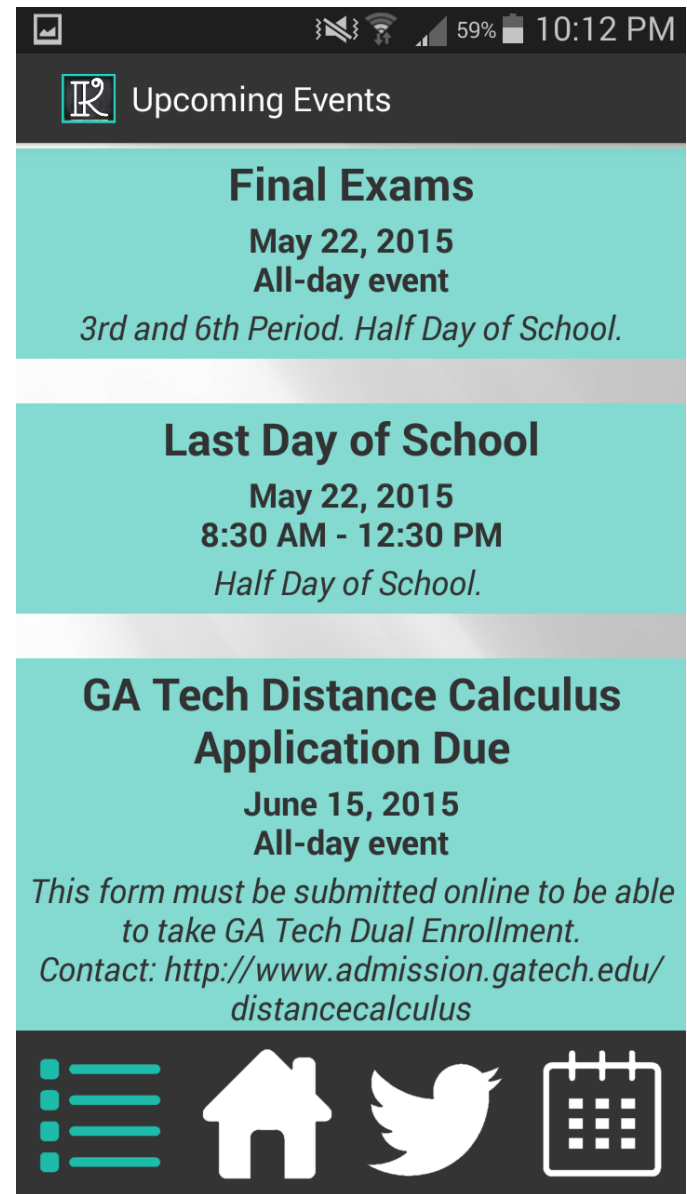 59% 10:12 PM
Upcoming Events
Final Exams
May 22, 2015
All-day event
3rd and 6th Period. Half Day of School.
Last Day of School
May 22, 2015
8:30 AM - 12:30 PM
Half Day of School.
GA Tech Distance Calculus
Application Due
June 15, 2015
All-day event
This form must be submitted online to be able
to take GA Tech Dual Enrollment.
Contact: http://www.admission.gatech.edu/
distancecalculus